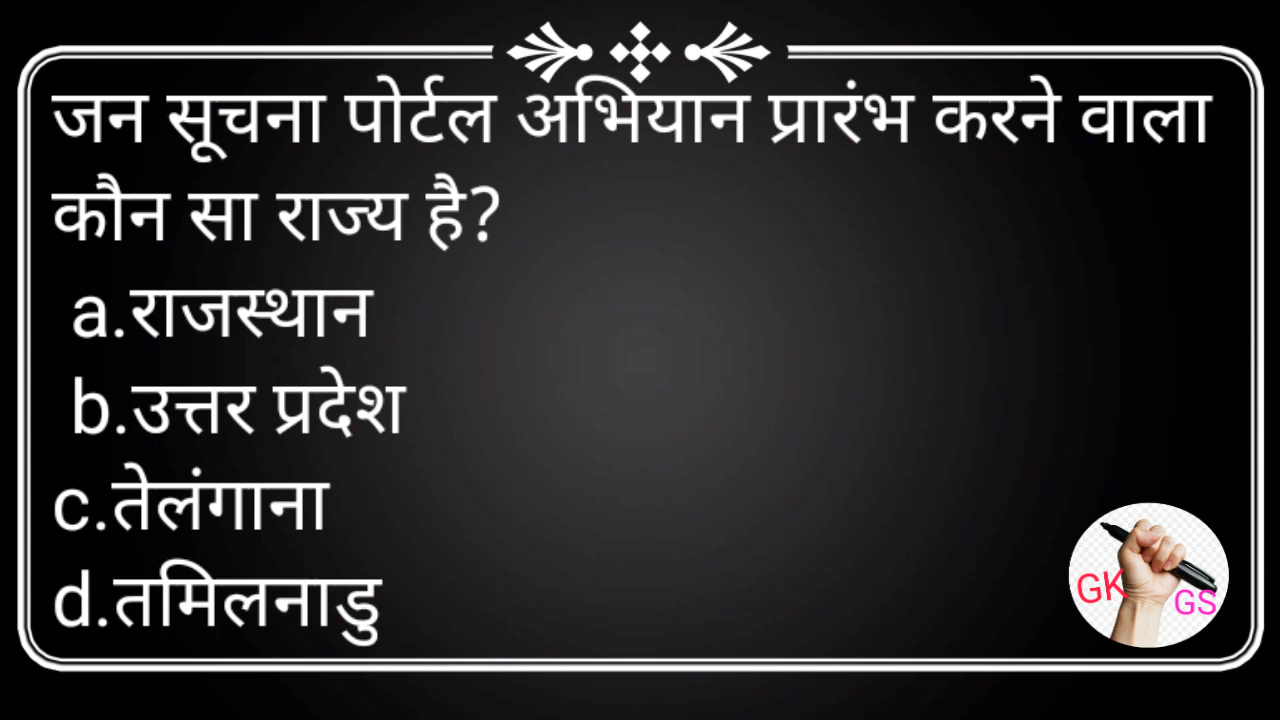 जन सूचना पोर्टल अभियान प्रारंभ करने वाला
कौन सा राज्य है?
a.राजस्थान
b.उत्तर प्रदेश
c.तेलंगाना
d.तमिलनाडु
GK
GS